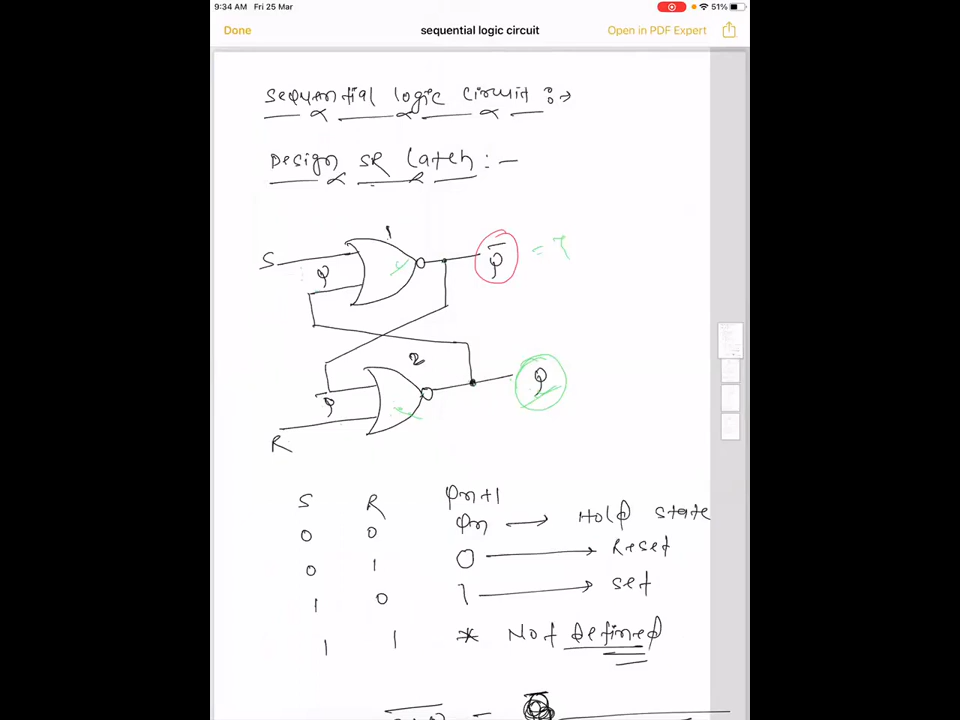 9:34 AM Fri 25 Mar 51%
Done sequential logic circuit Open in PDF Expert
Sequential logic circuit :→
Design SR Latch :-
1
S Q Q̅ = ?
2
Q̅ Q
R
S R Qn+1
0 0 Qn → Hold state
0 1 0 → Reset
1 0 1 → set
1 1 * Not defined